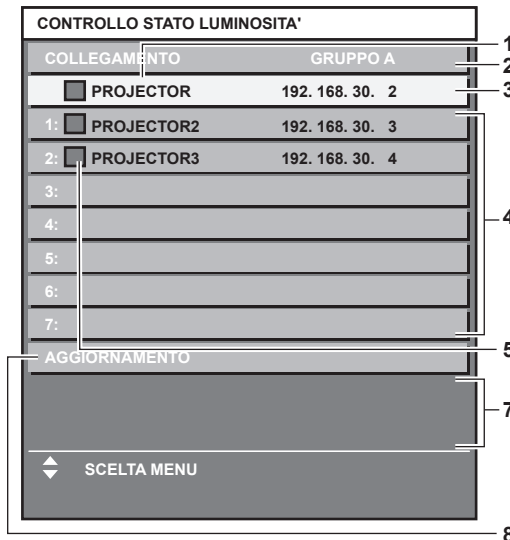 CONTROLLO STATO LUMINOSITA'
COLLEGAMENTO GRUPPO A
PROJECTOR 192. 168. 30. 2
1: PROJECTOR2 192. 168. 30. 3
2: PROJECTOR3 192. 168. 30. 4
3:
4:
5:
6:
7:
AGGIORNAMENTO
SCELTA MENU
1
2
3
4
5
7
8